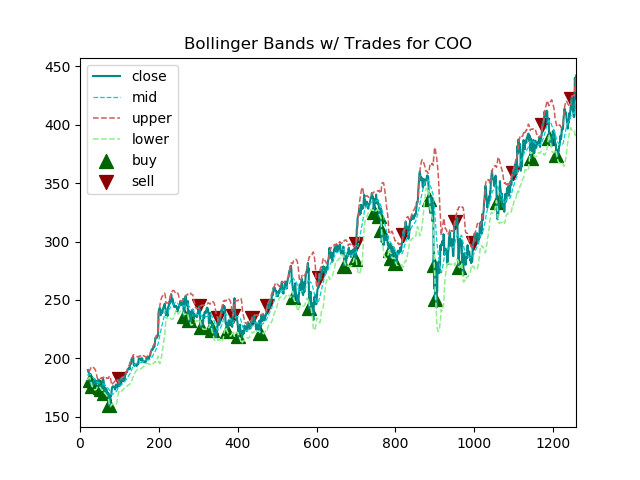 Bollinger Bands w/ Trades for COO
450
400
350
300
250
200
150
0 200 400 600 800 1000 1200
close
mid
upper
lower
buy
sell